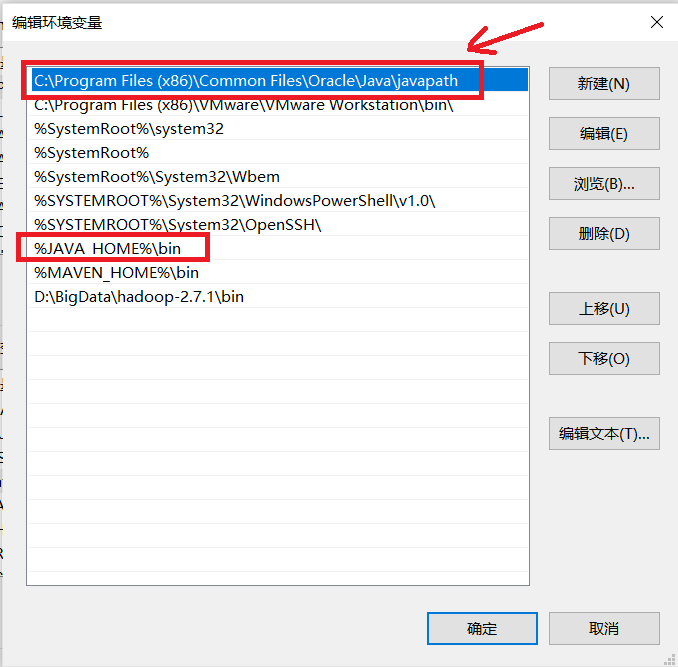 编辑环境变量
C:\Program Files (x86)\Common Files\Oracle\Java\javapath
C:\Program Files (x86)\VMware\VMware Workstation\bin\
%SystemRoot%\system32
%SystemRoot%
%SystemRoot%\System32\Wbem
%SYSTEMROOT%\System32\WindowsPowerShell\v1.0\
%SYSTEMROOT%\System32\OpenSSH\
%JAVA_HOME%\bin
%MAVEN_HOME%\bin
D:\BigData\hadoop-2.7.1\bin
新建(N)
编辑(E)
浏览(B)...
删除(D)
上移(U)
下移(O)
编辑文本(T)...
确定
取消